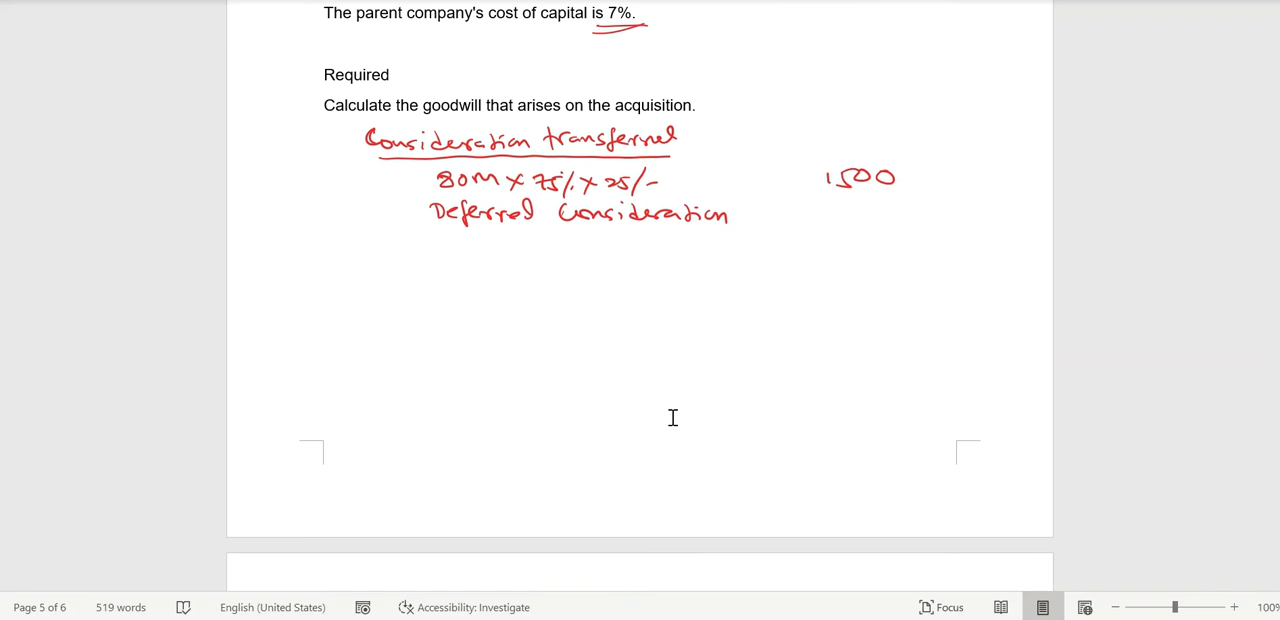 The parent company's cost of capital is 7%.
Required
Calculate the goodwill that arises on the acquisition.
Consideration transferred
80m × 75% × 25/- 1500
Deferred Consideration
Page 5 of 6 519 words English (United States) Accessibility: Investigate Focus 100%